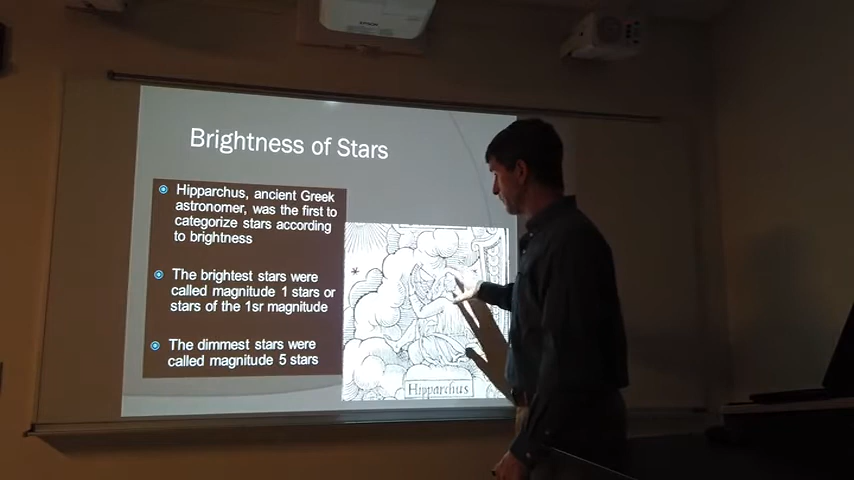 EPSON
Brightness of Stars
Hipparchus, ancient Greek
astronomer, was the first to
categorize stars according
to brightness
The brightest stars were
called magnitude 1 stars or
stars of the 1sr magnitude
The dimmest stars were
called magnitude 5 stars
Hipparchus